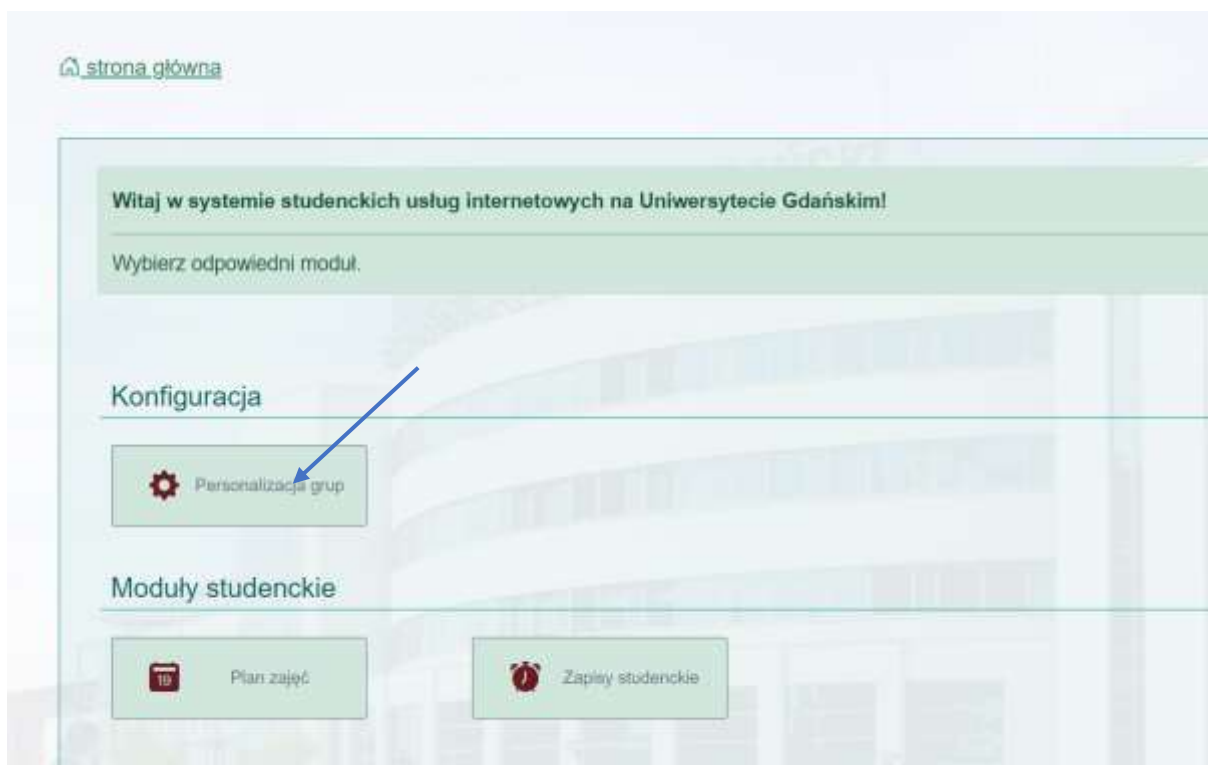 strona główna
Witaj w systemie studenckich usług internetowych na Uniwersytecie Gdańskim!
Wybierz odpowiedni moduł.
Konfiguracja
Personalizacja grup
Moduły studenckie
19 Plan zajęć
Zapisy studenckie